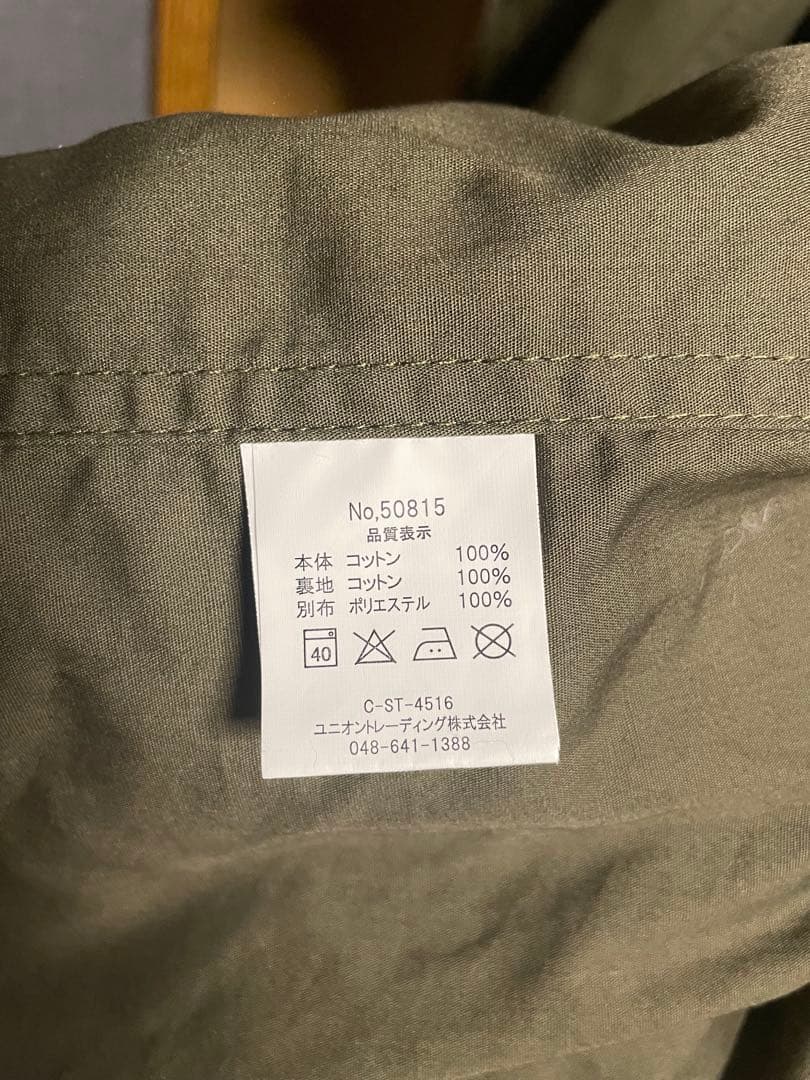 No,50815
品質表示
本体 コットン 100%
裏地 コットン 100%
別布 ポリエステル 100%
40
C-ST-4516
ユニオントレーディング株式会社
048-641-1388